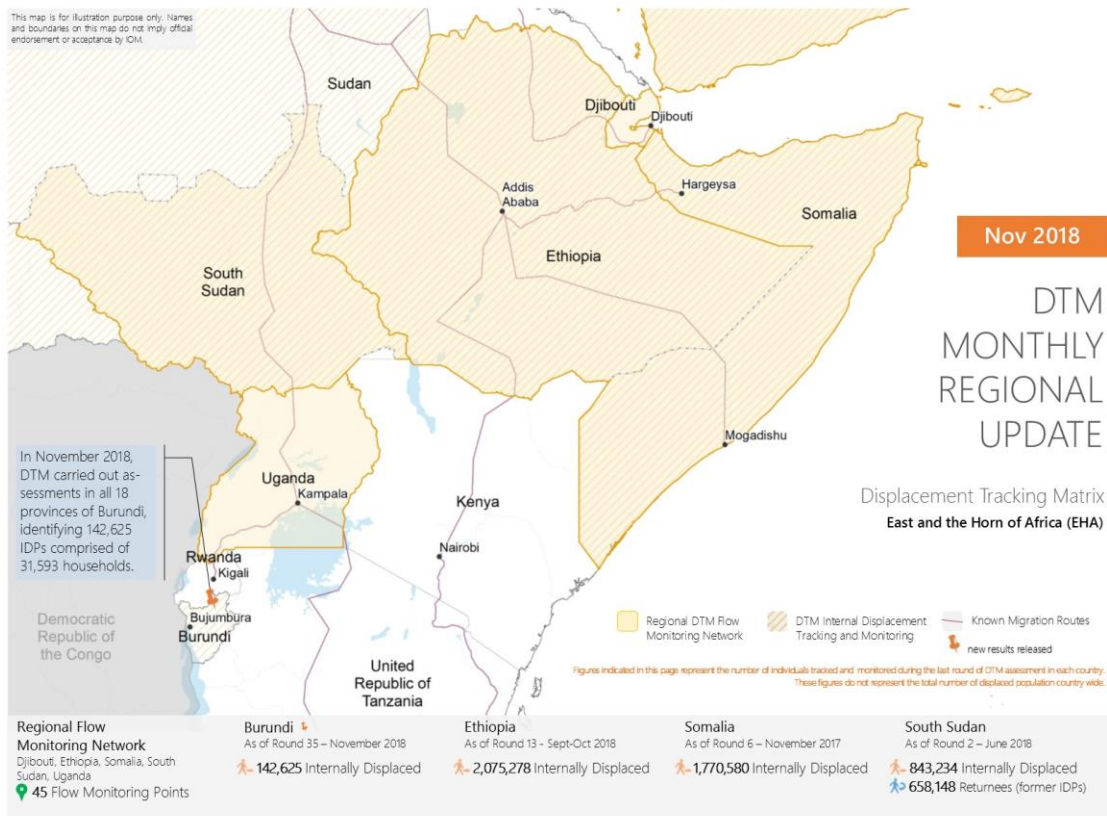 This map is for illustration purpose only. Names
and boundaries on this map do not imply official
endorsement or acceptance by IOM.
Sudan
Djibouti
Djibouti
Addis
Ababa
Hargeysa
Somalia
Ethiopia
South
Sudan
Mogadishu
Uganda
Kampala
Kenya
Nairobi
Rwanda
Kigali
Bujumbura
Burundi
Democratic
Republic of
the Congo
United
Republic of
Tanzania
In November 2018,
DTM carried out as-
sessments in all 18
provinces of Burundi,
identifying 142,625
IDPs comprised of
31,593 households.
Nov 2018
DTM
MONTHLY
REGIONAL
UPDATE
Displacement Tracking Matrix
East and the Horn of Africa (EHA)
Regional DTM Flow
Monitoring Network
DTM Internal Displacement
Tracking and Monitoring
Known Migration Routes
new results released
Figures indicated in this page represent the number of individuals tracked and monitored during the last round of DTM assessment in each country.
These figures do not represent the total number of displaced population country wide.
Regional Flow
Monitoring Network
Djibouti, Ethiopia, Somalia, South
Sudan, Uganda
45 Flow Monitoring Points
Burundi
As of Round 35 – November 2018
142,625 Internally Displaced
Ethiopia
As of Round 13 - Sept-Oct 2018
2,075,278 Internally Displaced
Somalia
As of Round 6 – November 2017
1,770,580 Internally Displaced
South Sudan
As of Round 2 – June 2018
843,234 Internally Displaced
658,148 Returnees (former IDPs)